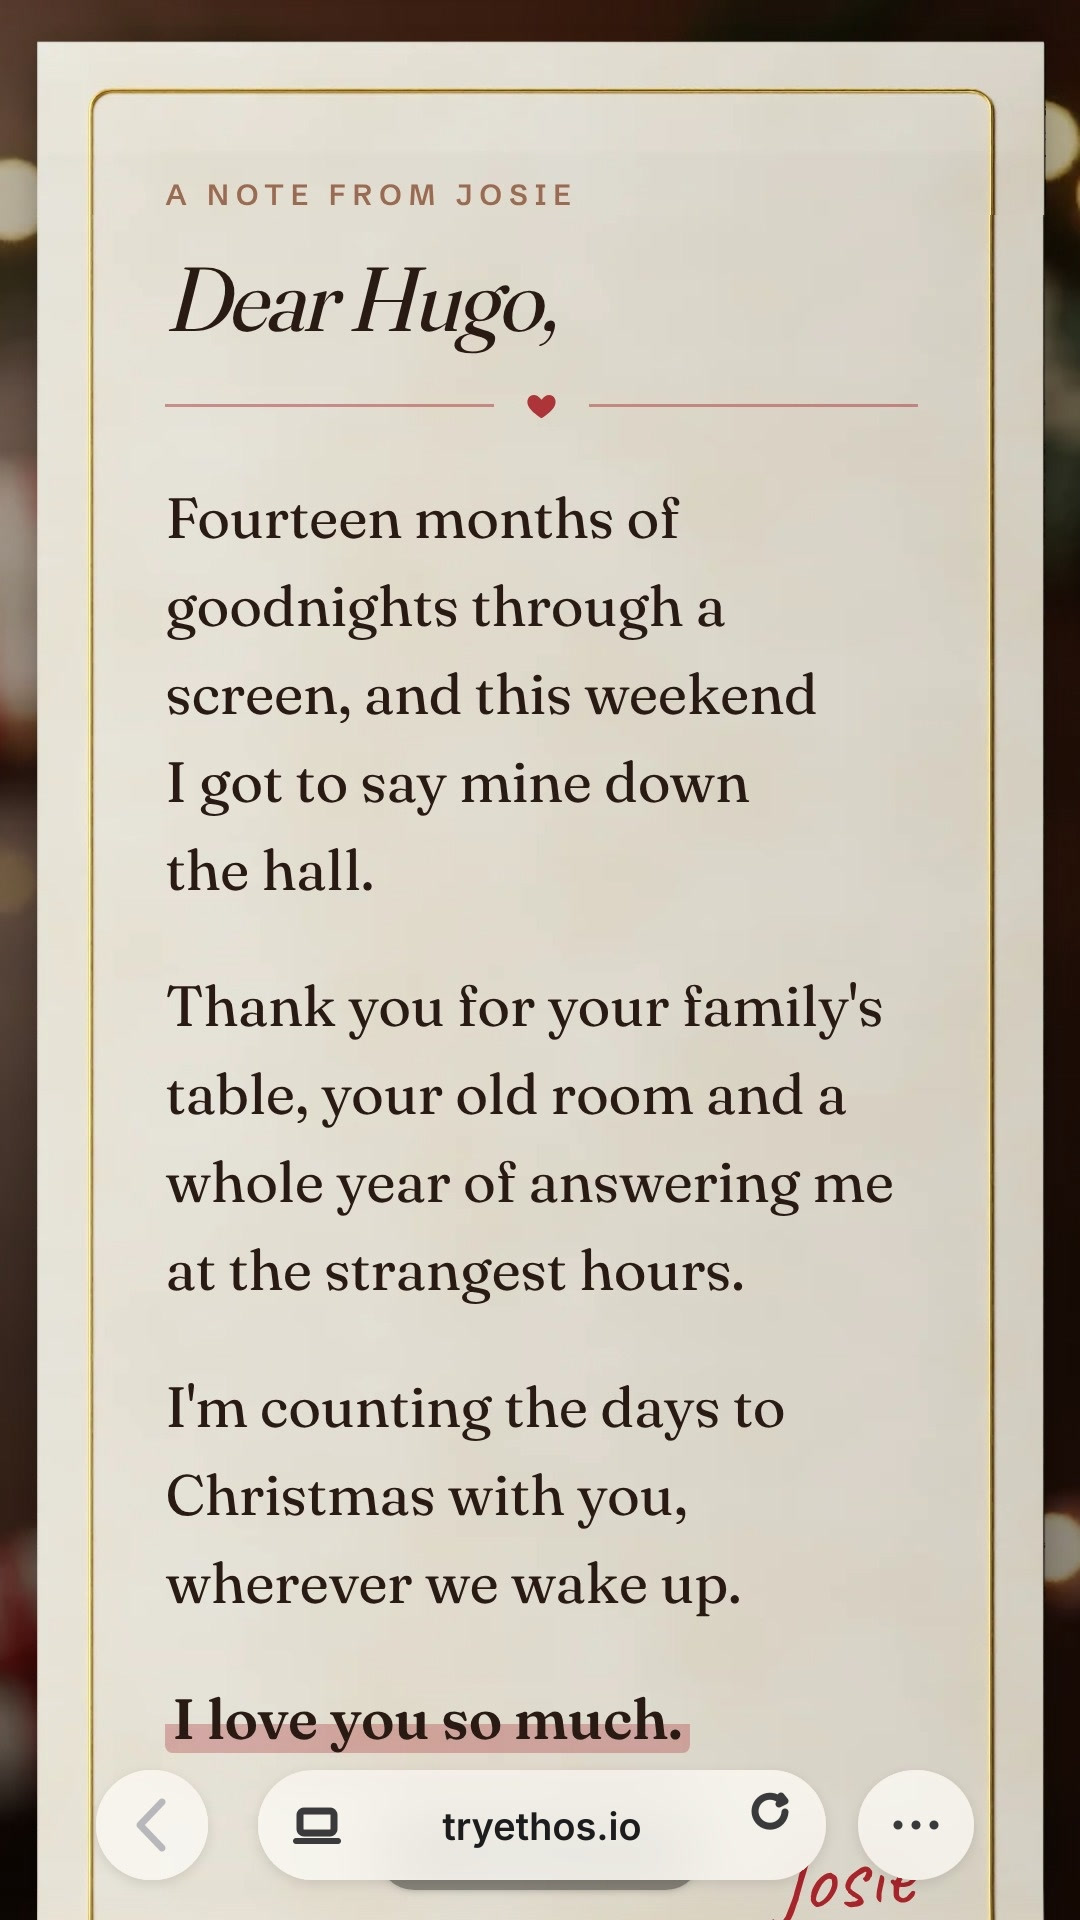 A NOTE FROM JOSIE
Dear Hugo,
Fourteen months of
goodnights through a
screen, and this weekend
I got to say mine down
the hall.
Thank you for your family's
table, your old room and a
whole year of answering me
at the strangest hours.
I'm counting the days to
Christmas with you,
wherever we wake up.
I love you so much.
tryethos.io
Josie